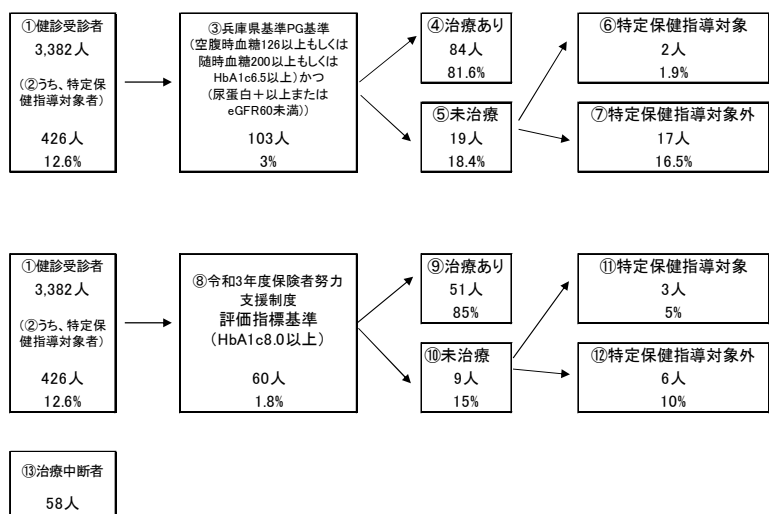 ①健診受診者
3,382人
（②うち、特定保
健指導対象者）
426人
12.6%
③兵庫県基準PG基準
（空腹時血糖126以上もしくは
随時血糖200以上もしくは
HbA1c6.5以上）かつ
（尿蛋白＋以上または
eGFR60未満））
103人
3%
④治療あり
84人
81.6%
⑤未治療
19人
18.4%
⑥特定保健指導対象
2人
1.9%
⑦特定保健指導対象外
17人
16.5%
①健診受診者
3,382人
（②うち、特定保
健指導対象者）
426人
12.6%
⑧令和3年度保険者努力
支援制度
評価指標基準
（HbA1c8.0以上）
60人
1.8%
⑨治療あり
51人
85%
⑩未治療
9人
15%
⑪特定保健指導対象
3人
5%
⑫特定保健指導対象外
6人
10%
⑬治療中断者
58人